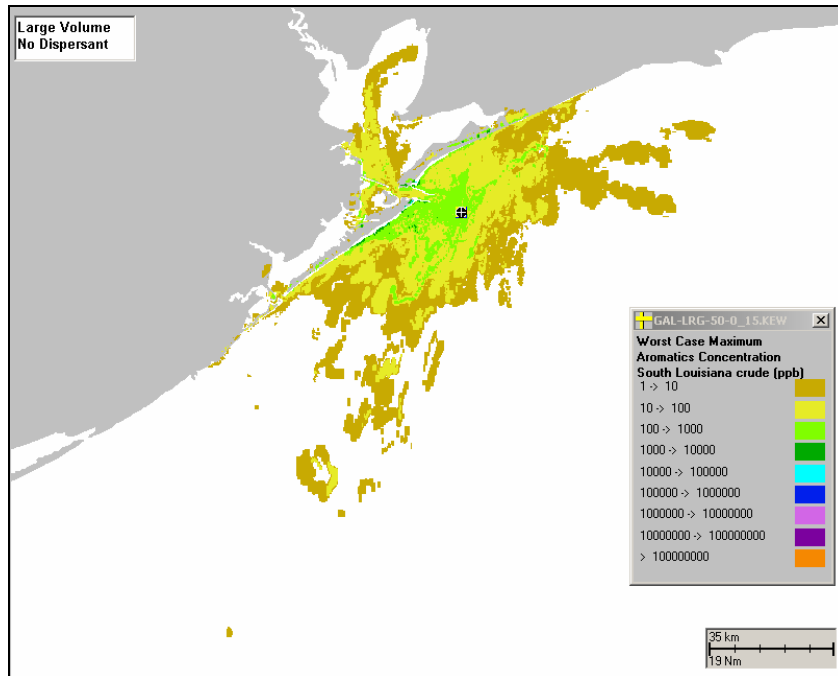 Large Volume
No Dispersant
GAL-LRG-50-0_15.KEW
Worst Case Maximum
Aromatics Concentration
South Louisiana crude (ppb)
1 -> 10
10 -> 100
100 -> 1000
1000 -> 10000
10000 -> 100000
100000 -> 1000000
1000000 -> 10000000
10000000 -> 100000000
> 100000000
35 km
19 Nm